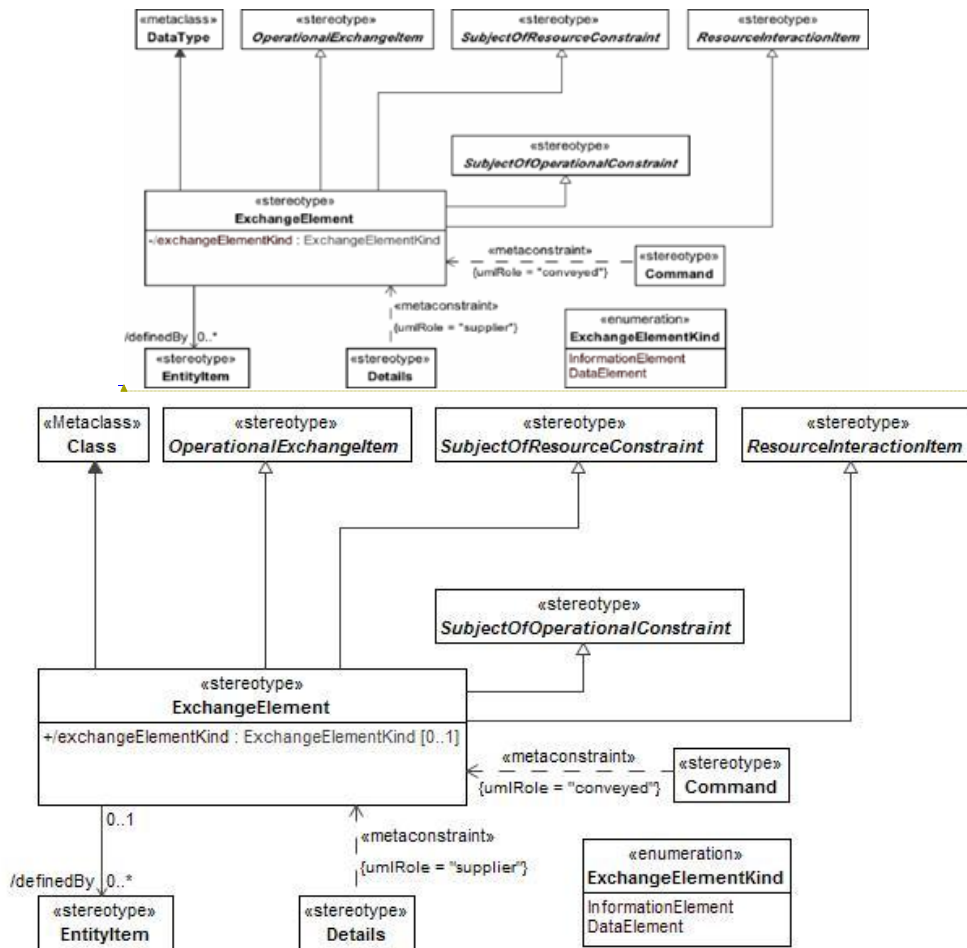 «metaclass»
DataType
«stereotype»
OperationalExchangeItem
«stereotype»
SubjectOfResourceConstraint
«stereotype»
ResourceInteractionItem
«stereotype»
SubjectOfOperationalConstraint
«stereotype»
ExchangeElement
-/exchangeElementKind : ExchangeElementKind
«metaconstraint»
{umlRole = "conveyed"}
«stereotype»
Command
«metaconstraint»
{umlRole = "supplier"}
/definedBy 0..*
«stereotype»
EntityItem
«stereotype»
Details
«enumeration»
ExchangeElementKind
InformationElement
DataElement
«Metaclass»
Class
«stereotype»
OperationalExchangeItem
«stereotype»
SubjectOfResourceConstraint
«stereotype»
ResourceInteractionItem
«stereotype»
SubjectOfOperationalConstraint
«stereotype»
ExchangeElement
+/exchangeElementKind : ExchangeElementKind [0..1]
«metaconstraint»
{umlRole = "conveyed"}
«stereotype»
Command
0..1
«metaconstraint»
{umlRole = "supplier"}
/definedBy 0..*
«stereotype»
EntityItem
«stereotype»
Details
«enumeration»
ExchangeElementKind
InformationElement
DataElement